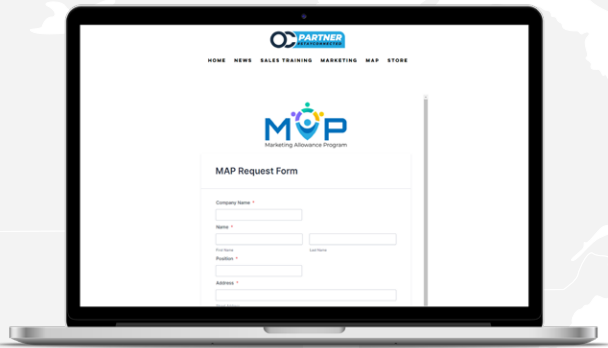 OC PARTNER
#STAYCONNECTED
HOME NEWS SALES TRAINING MARKETING MAP STORE
MAP
Marketing Allowance Program
MAP Request Form
Company Name *
Name *
First Name Last Name
Position *
Address *